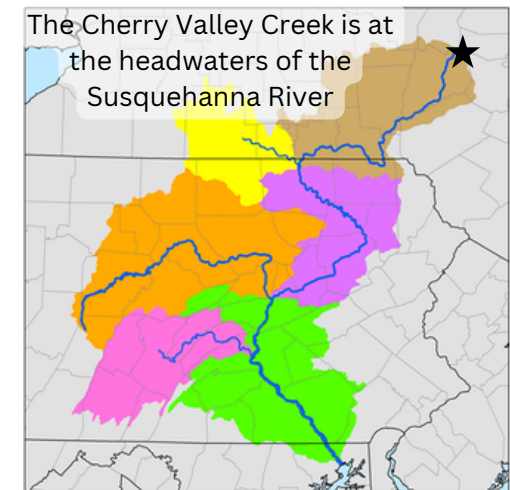 The Cherry Valley Creek is at
the headwaters of the
Susquehanna River